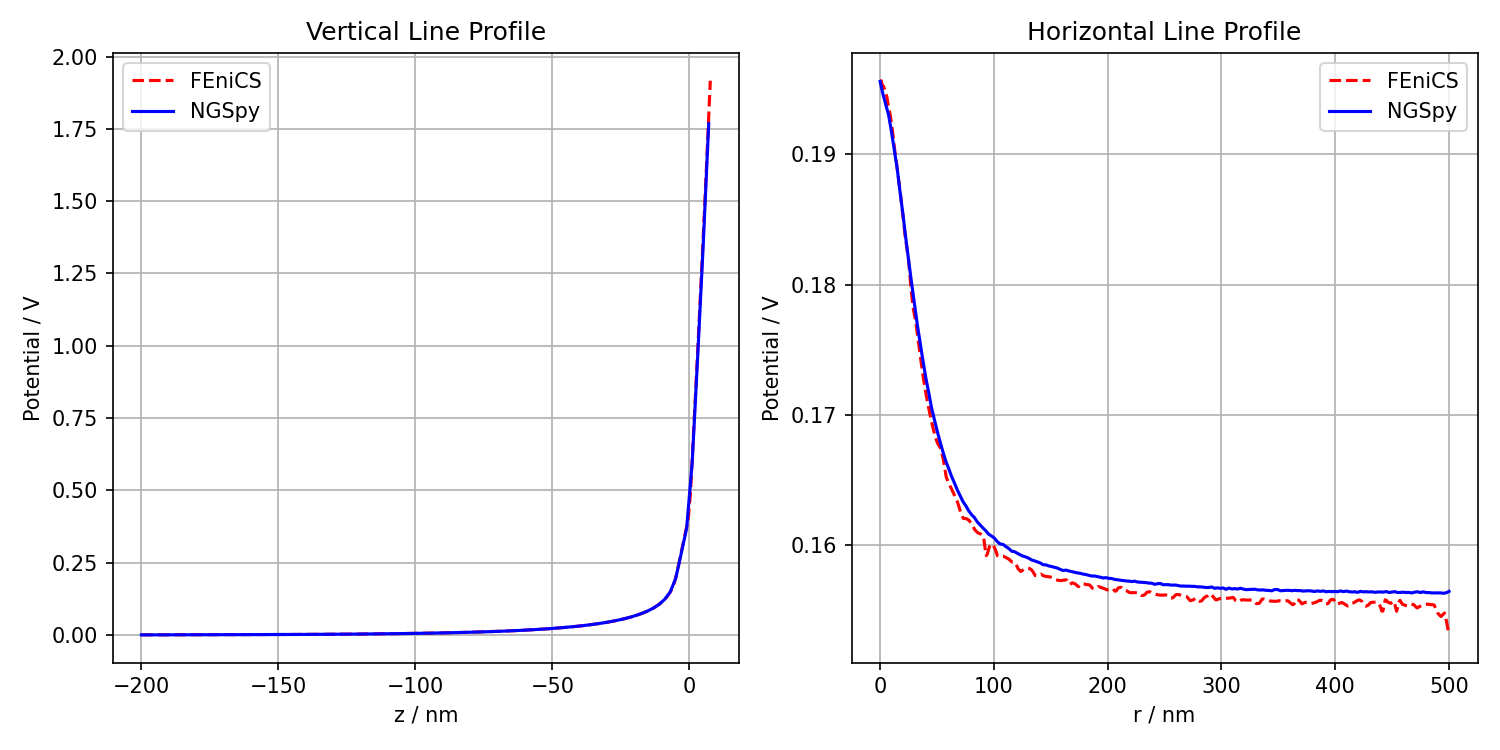 Vertical Line Profile
2.00
1.75
1.50
1.25
1.00
0.75
0.50
0.25
0.00
Potential / V
−200
−150
−100
−50
0
z / nm
FEniCS
NGSpy
Horizontal Line Profile
0.19
0.18
0.17
0.16
Potential / V
0
100
200
300
400
500
r / nm
FEniCS
NGSpy